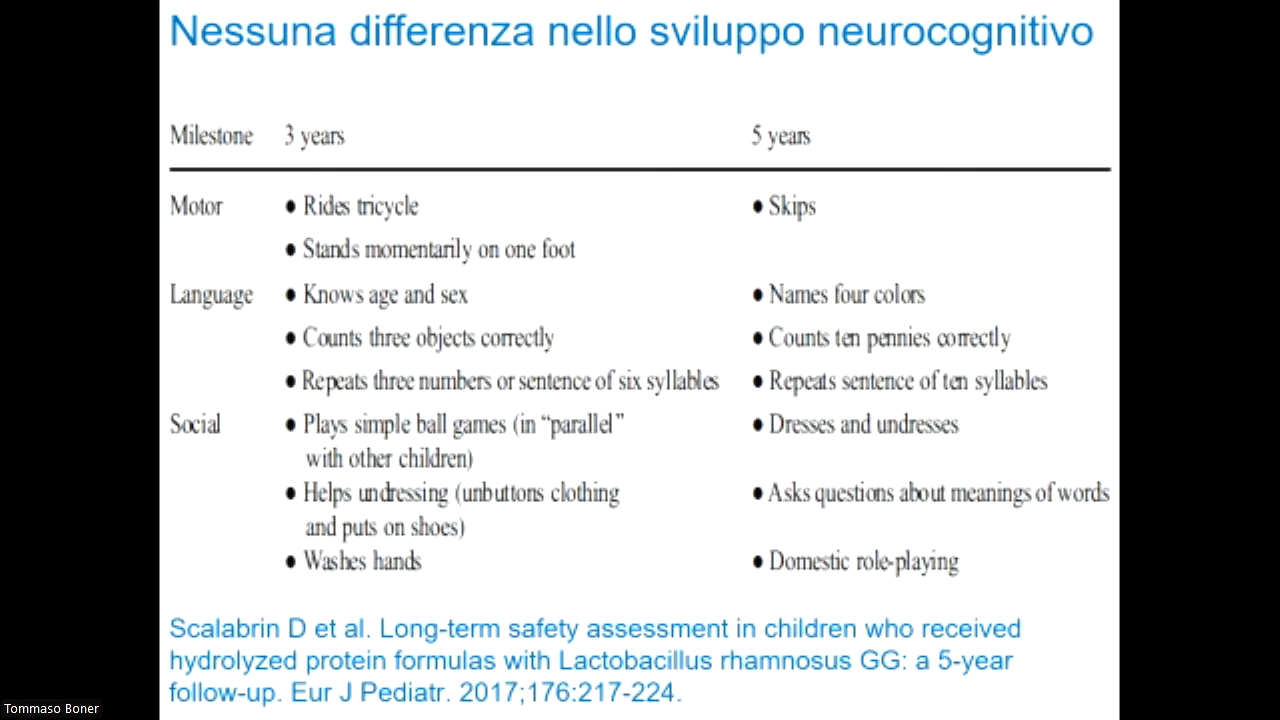 Nessuna differenza nello sviluppo neurocognitivo
Milestone 3 years 5 years
Motor • Rides tricycle • Skips
• Stands momentarily on one foot
Language • Knows age and sex • Names four colors
• Counts three objects correctly • Counts ten pennies correctly
• Repeats three numbers or sentence of six syllables • Repeats sentence of ten syllables
Social • Plays simple ball games (in “parallel” • Dresses and undresses
with other children)
• Helps undressing (unbuttons clothing • Asks questions about meanings of words
and puts on shoes)
• Washes hands • Domestic role-playing
Scalabrin D et al. Long-term safety assessment in children who received
hydrolyzed protein formulas with Lactobacillus rhamnosus GG: a 5-year
follow-up. Eur J Pediatr. 2017;176:217-224.
Tommaso Boner